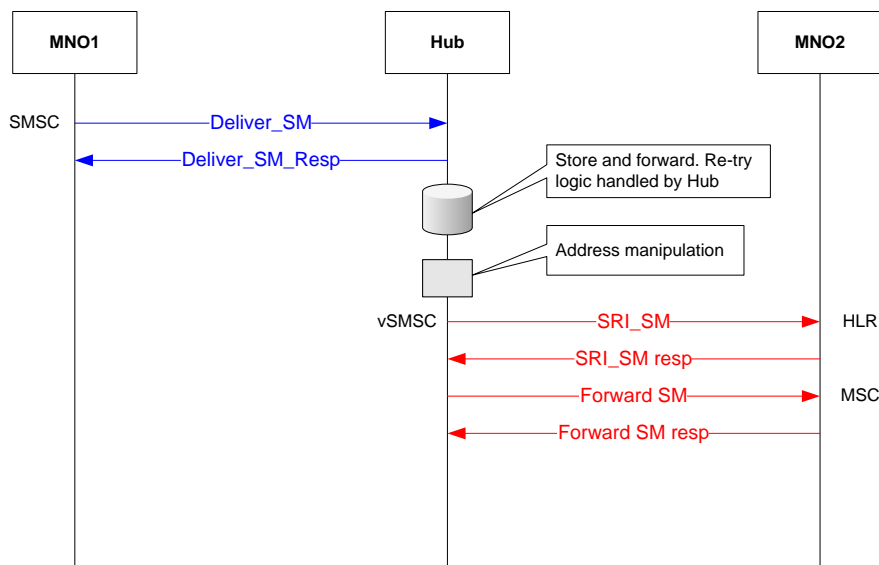 MNO1
Hub
MNO2
SMSC
Deliver_SM
Deliver_SM_Resp
Store and forward. Re-try
logic handled by Hub
Address manipulation
vSMSC
SRI_SM
HLR
SRI_SM resp
Forward SM
MSC
Forward SM resp